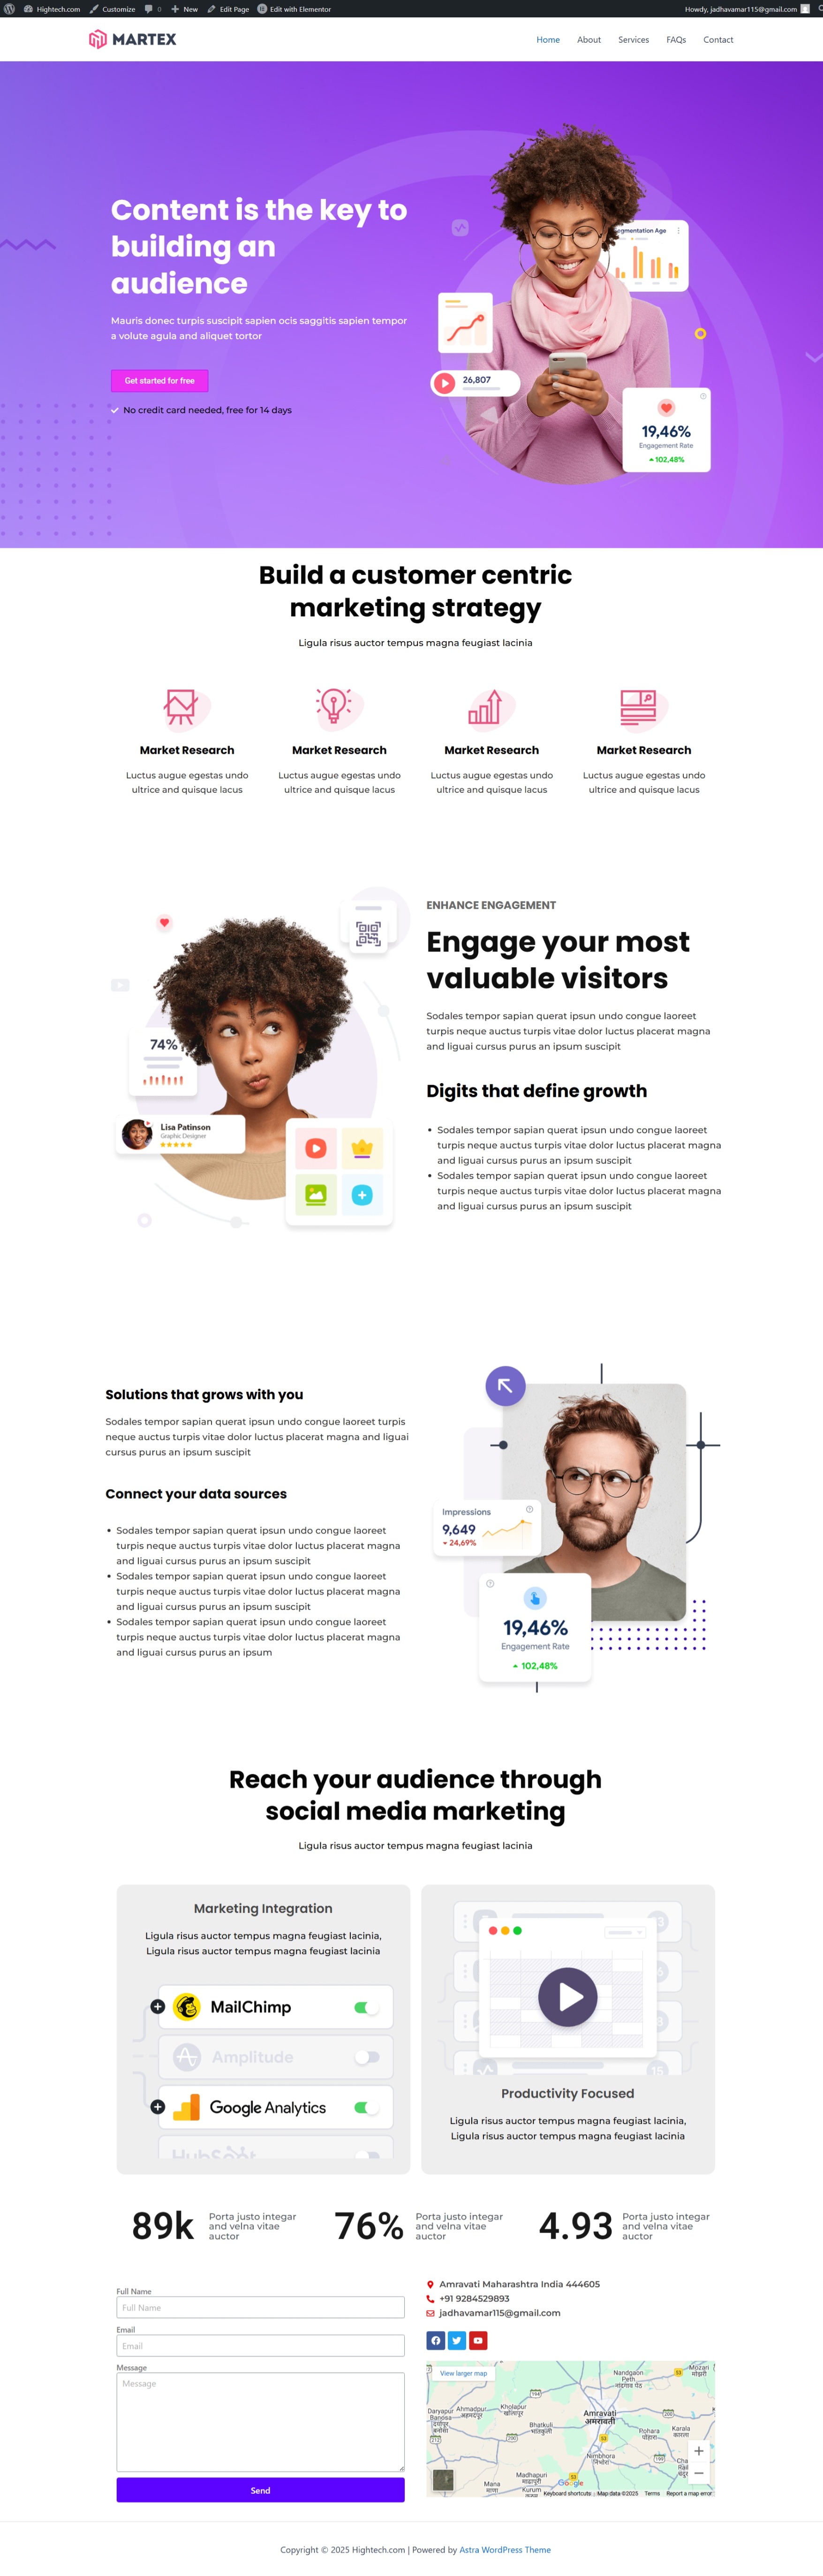 Hightech.com Customize 0 New Edit Page Edit with Elementor Howdy, jadhavamar115@gmail.com
MARTEX Home About Services FAQs Contact
Content is the key to
building an
audience
Mauris donec turpis suscipit sapien ocis saggitis sapien tempor
a volute agula and aliquet tortor
Get started for free
No credit card needed, free for 14 days
egmentation Age
26,807
19,46%
Engagement Rate
102,48%
Build a customer centric
marketing strategy
Ligula risus auctor tempus magna feugiast lacinia
Market Research Market Research Market Research Market Research
Luctus augue egestas undo Luctus augue egestas undo Luctus augue egestas undo Luctus augue egestas undo
ultrice and quisque lacus ultrice and quisque lacus ultrice and quisque lacus ultrice and quisque lacus
74%
Lisa Patinson
Graphic Designer
ENHANCE ENGAGEMENT
Engage your most
valuable visitors
Sodales tempor sapian querat ipsun undo congue laoreet
turpis neque auctus turpis vitae dolor luctus placerat magna
and liguai cursus purus an ipsum suscipit
Digits that define growth
Sodales tempor sapian querat ipsun undo congue laoreet
turpis neque auctus turpis vitae dolor luctus placerat magna
and liguai cursus purus an ipsum suscipit
Sodales tempor sapian querat ipsun undo congue laoreet
turpis neque auctus turpis vitae dolor luctus placerat magna
and liguai cursus purus an ipsum suscipit
Solutions that grows with you
Sodales tempor sapian querat ipsun undo congue laoreet turpis
neque auctus turpis vitae dolor luctus placerat magna and liguai
cursus purus an ipsum suscipit
Connect your data sources
Sodales tempor sapian querat ipsun undo congue laoreet
turpis neque auctus turpis vitae dolor luctus placerat magna
and liguai cursus purus an ipsum suscipit
Sodales tempor sapian querat ipsun undo congue laoreet
turpis neque auctus turpis vitae dolor luctus placerat magna
and liguai cursus purus an ipsum suscipit
Sodales tempor sapian querat ipsun undo congue laoreet
turpis neque auctus turpis vitae dolor luctus placerat magna
and liguai cursus purus an ipsum
Impressions
9,649
24,69%
19,46%
Engagement Rate
102,48%
Reach your audience through
social media marketing
Ligula risus auctor tempus magna feugiast lacinia
Marketing Integration
Ligula risus auctor tempus magna feugiast lacinia,
Ligula risus auctor tempus magna feugiast lacinia
MailChimp
Amplitude
Google Analytics
HubSpot
15
Productivity Focused
Ligula risus auctor tempus magna feugiast lacinia,
Ligula risus auctor tempus magna feugiast lacinia
89k
Porta justo integar
and velna vitae
auctor
76%
Porta justo integar
and velna vitae
auctor
4.93
Porta justo integar
and velna vitae
auctor
Full Name
Full Name
Email
Email
Message
Message
Send
Amravati Maharashtra India 444605
+91 9284529893
jadhavamar115@gmail.com
View larger map
Nandgaon
Peth
नांदगाव पेठ
Mozari
मोझरी
Daryapur
Banosa
Ahmadpur
Kholapur
खोलापूर
Amravati
अमरावती
Bhatkuli
भातकुली
Pohara
पोहारा
Karala
Nimbhora
Mana
Madhapuri
Kurum
Google
Keyboard shortcuts Map data ©2025 Terms Report a map error
Copyright © 2025 Hightech.com | Powered by Astra WordPress Theme